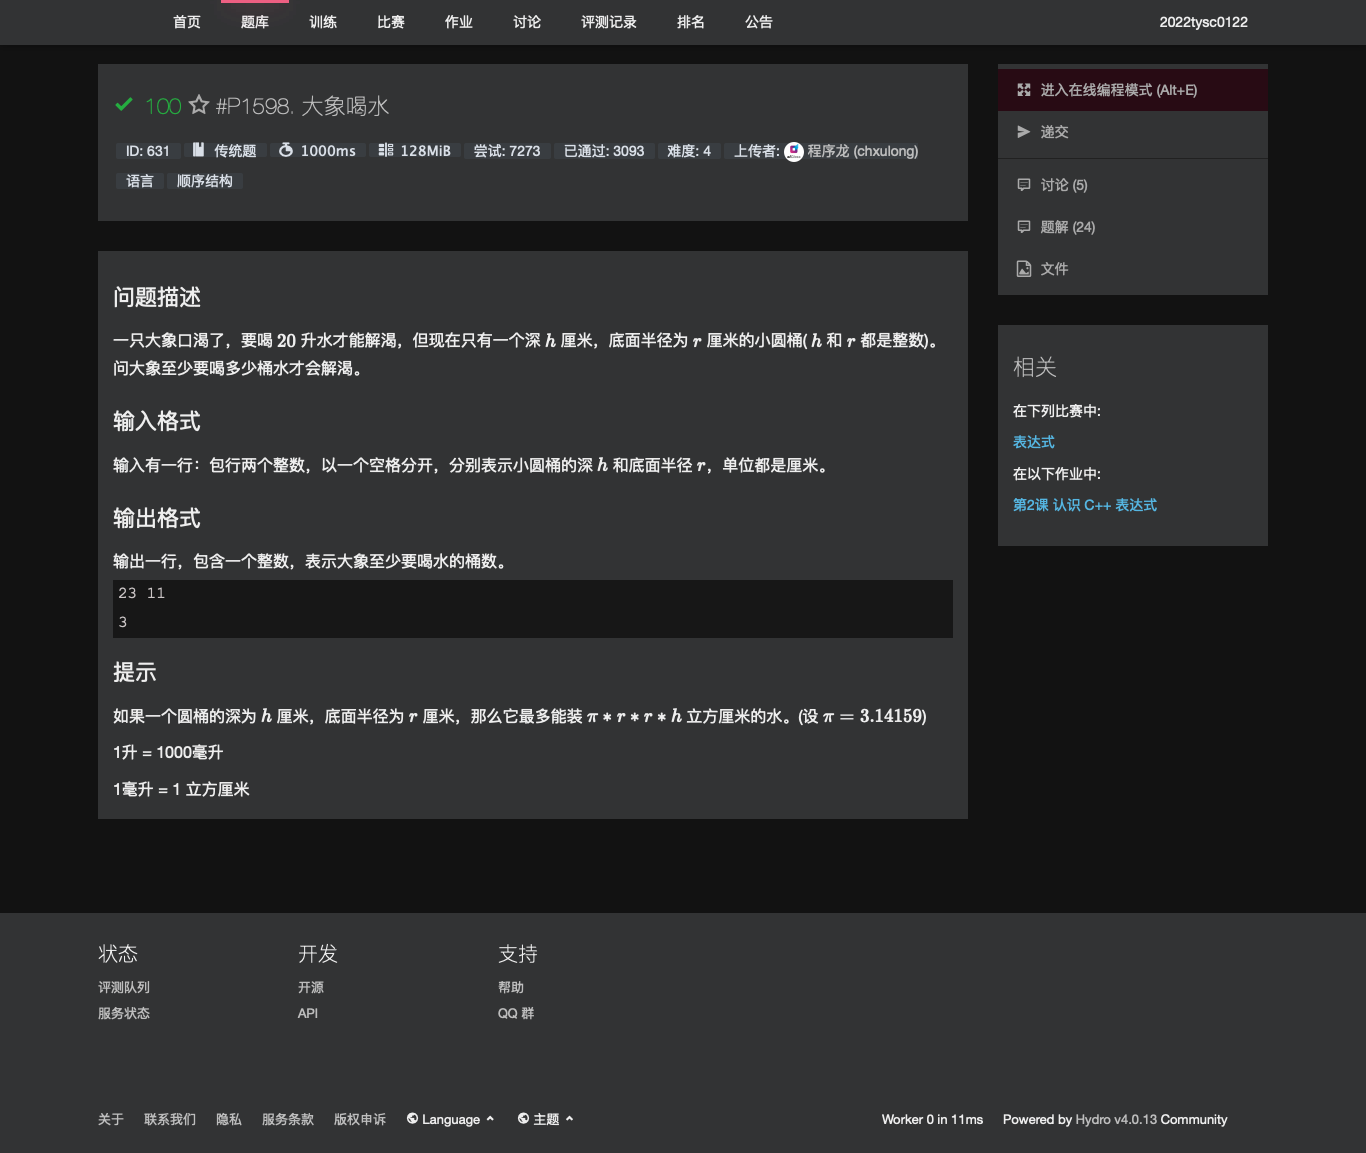 首页 题库 训练 比赛 作业 讨论 评测记录 排名 公告 2022tysc0122
100 #P1598. 大象喝水
ID: 631 传统题 1000ms 128MiB 尝试: 7273 已通过: 3093 难度: 4 上传者: 程序龙 (chxulong)
语言 顺序结构
问题描述
一只大象口渴了，要喝 20 升水才能解渴，但现在只有一个深 h 厘米，底面半径为 r 厘米的小圆桶( h 和 r 都是整数)。
问大象至少要喝多少桶水才会解渴。
输入格式
输入有一行：包行两个整数，以一个空格分开，分别表示小圆桶的深 h 和底面半径 r，单位都是厘米。
输出格式
输出一行，包含一个整数，表示大象至少要喝水的桶数。
23 11
3
提示
如果一个圆桶的深为 h 厘米，底面半径为 r 厘米，那么它最多能装 π ∗ r ∗ r ∗ h 立方厘米的水。(设 π = 3.14159)
1升 = 1000毫升
1毫升 = 1 立方厘米
进入在线编程模式 (Alt+E)
递交
讨论 (5)
题解 (24)
文件
相关
在下列比赛中:
表达式
在以下作业中:
第2课 认识 C++ 表达式
状态 开发 支持
评测队列 开源 帮助
服务状态 API QQ 群
关于 联系我们 隐私 服务条款 版权申诉 Language 主题 Worker 0 in 11ms Powered by Hydro v4.0.13 Community